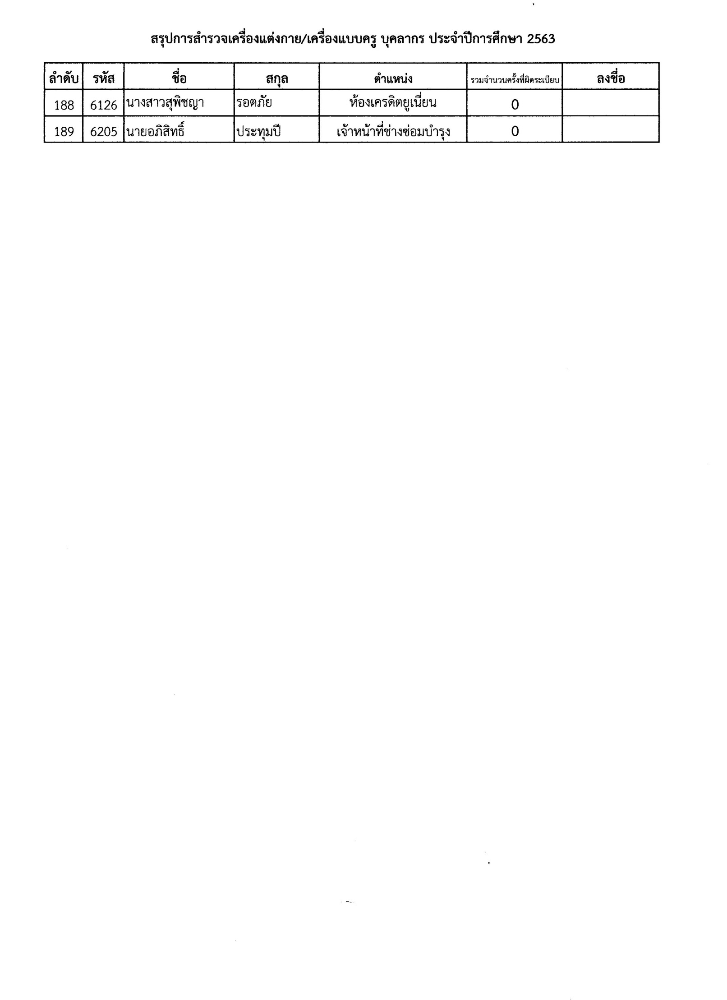 สรุปการสำรวจเครื่องแต่งกาย/เครื่องแบบครู บุคลากร ประจำปีการศึกษา 2563
ลำดับ รหัส ชื่อ สกุล ตำแหน่ง รวมจำนวนครั้งที่ผิดระเบียบ ลงชื่อ
188 6126 นางสาวสุพิชญา รอตภัย ห้องเครดิตยูเนี่ยน 0
189 6205 นายอภิสิทธิ์ ประทุมปี เจ้าหน้าที่ช่างซ่อมบำรุง 0